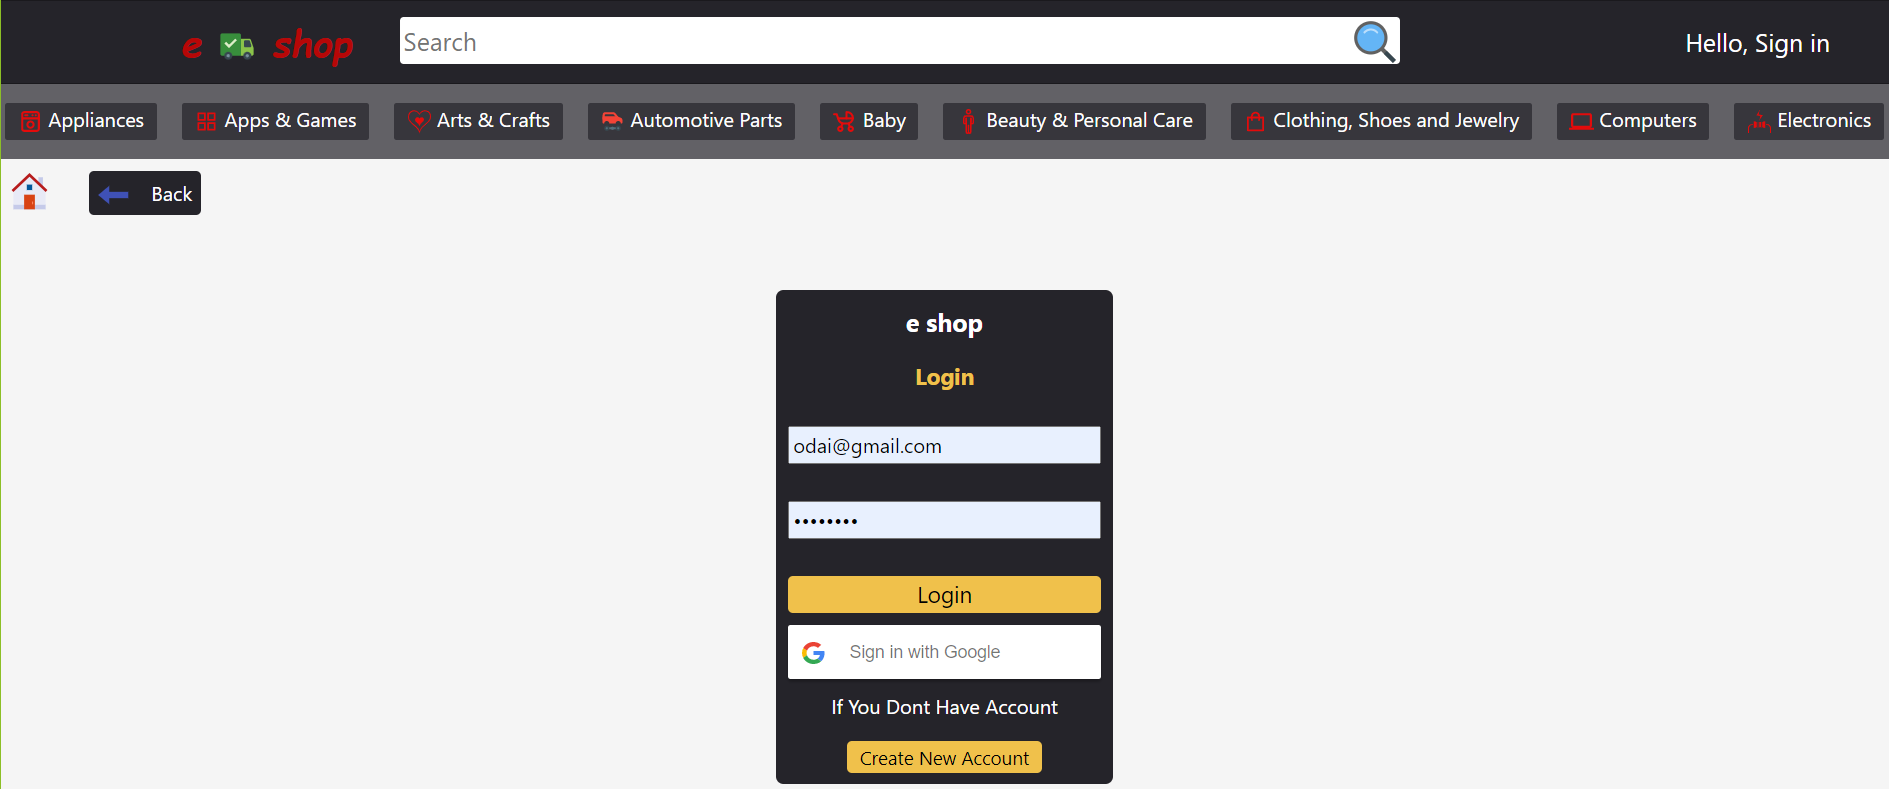 e shop
Search
Hello, Sign in
Appliances
Apps & Games
Arts & Crafts
Automotive Parts
Baby
Beauty & Personal Care
Clothing, Shoes and Jewelry
Computers
Electronics
Back
e shop
Login
odai@gmail.com
••••••••
Login
Sign in with Google
If You Dont Have Account
Create New Account